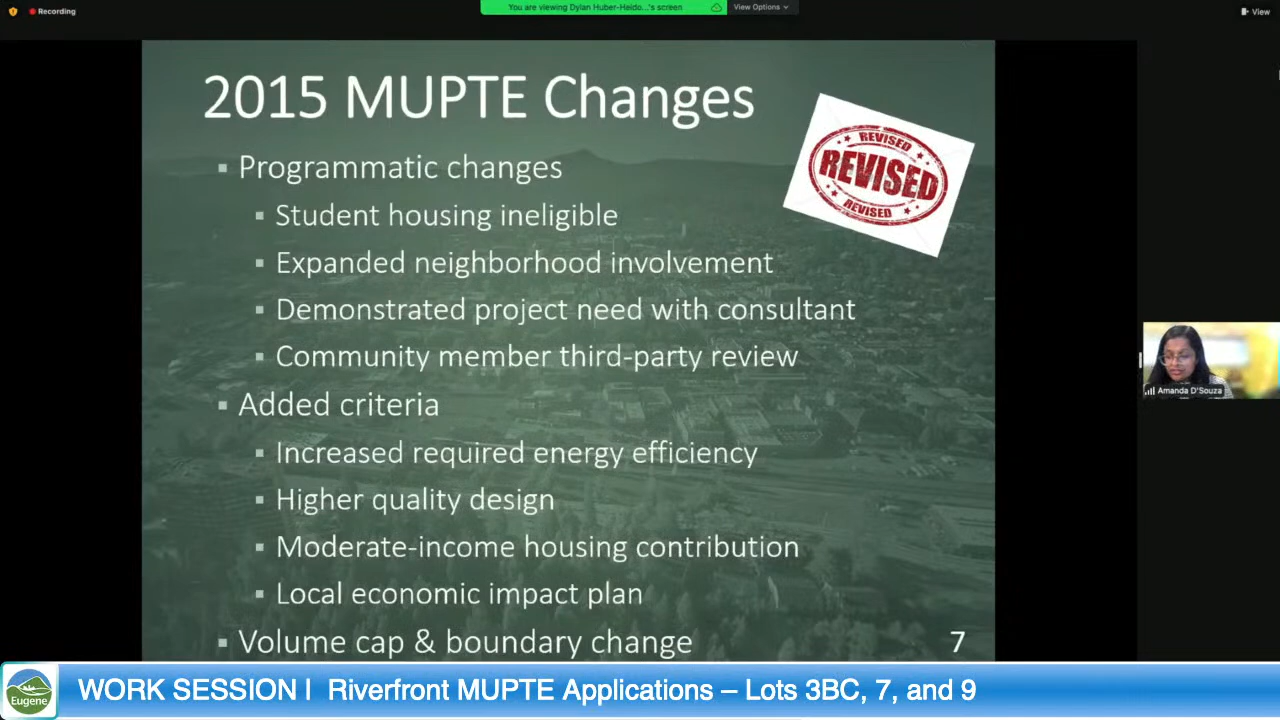 Recording
You are viewing Dylan Huber-Heido...'s screen
View Options
View
2015 MUPTE Changes
REVISED
REVISED
REVISED
Programmatic changes
Student housing ineligible
Expanded neighborhood involvement
Demonstrated project need with consultant
Community member third-party review
Added criteria
Increased required energy efficiency
Higher quality design
Moderate-income housing contribution
Local economic impact plan
Volume cap & boundary change
7
Amanda D'Souza
Eugene
WORK SESSION I Riverfront MUPTE Applications – Lots 3BC, 7, and 9